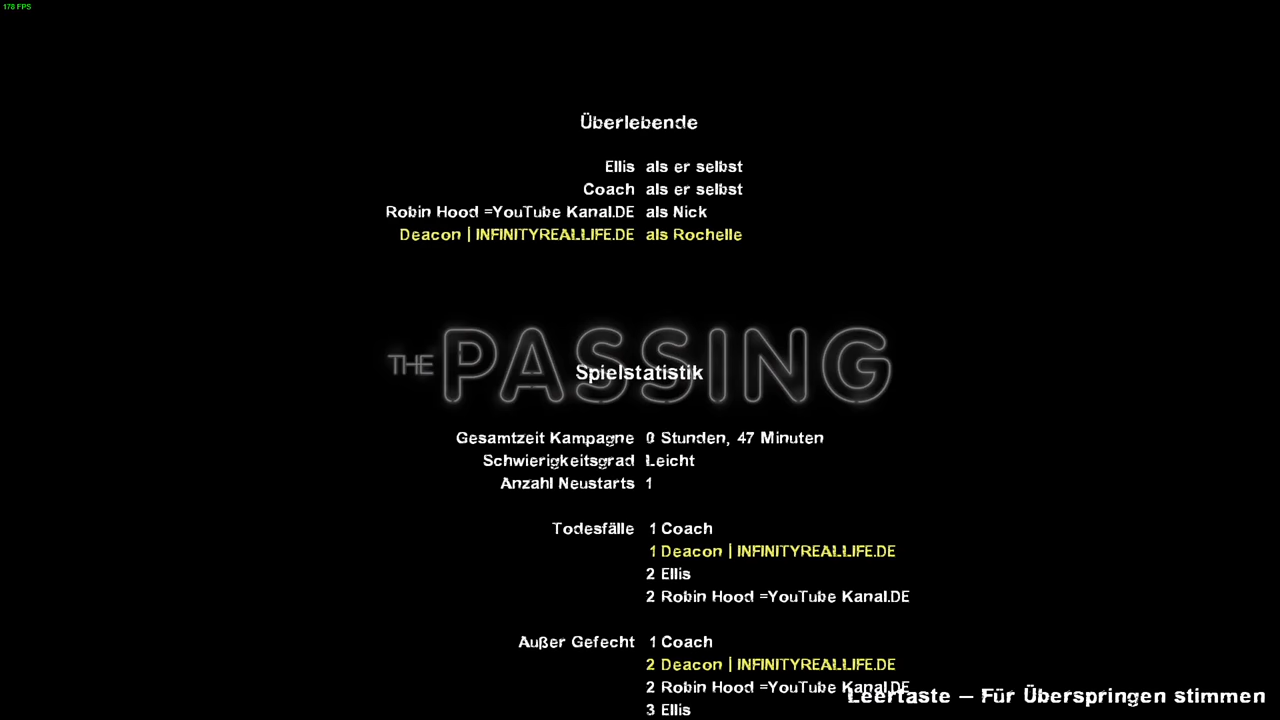 178 FPS
Überlebende
Ellis als er selbst
Coach als er selbst
Robin Hood =YouTube Kanal.DE als Nick
Deacon | INFINITYREALLIFE.DE als Rochelle
THE PASSING
Spielstatistik
Gesamtzeit Kampagne 0 Stunden, 47 Minuten
Schwierigkeitsgrad Leicht
Anzahl Neustarts 1
Todesfälle 1 Coach
1 Deacon | INFINITYREALLIFE.DE
2 Ellis
2 Robin Hood =YouTube Kanal.DE
Außer Gefecht 1 Coach
2 Deacon | INFINITYREALLIFE.DE
2 Robin Hood =YouTube Kanal.DE
Leertaste – Für Überspringen stimmen
3 Ellis